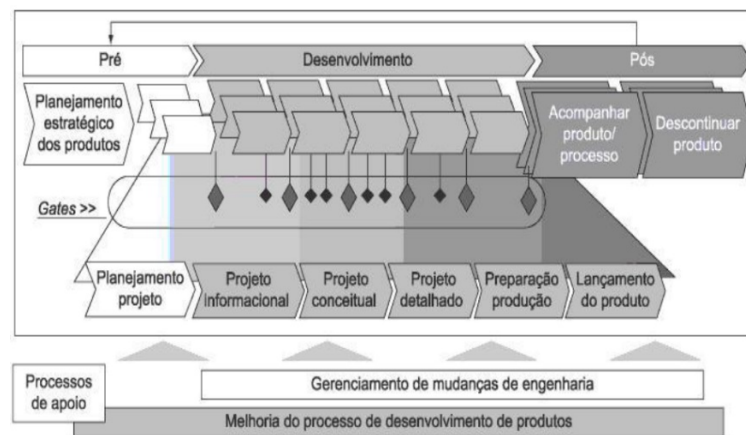 Pré
Desenvolvimento
Pós
Planejamento
estratégico
dos produtos
Acompanhar
produto/
processo
Descontinuar
produto
Gates >>
Planejamento
projeto
Projeto
informacional
Projeto
conceitual
Projeto
detalhado
Preparação
produção
Lançamento
do produto
Processos
de apoio
Gerenciamento de mudanças de engenharia
Melhoria do processo de desenvolvimento de produtos